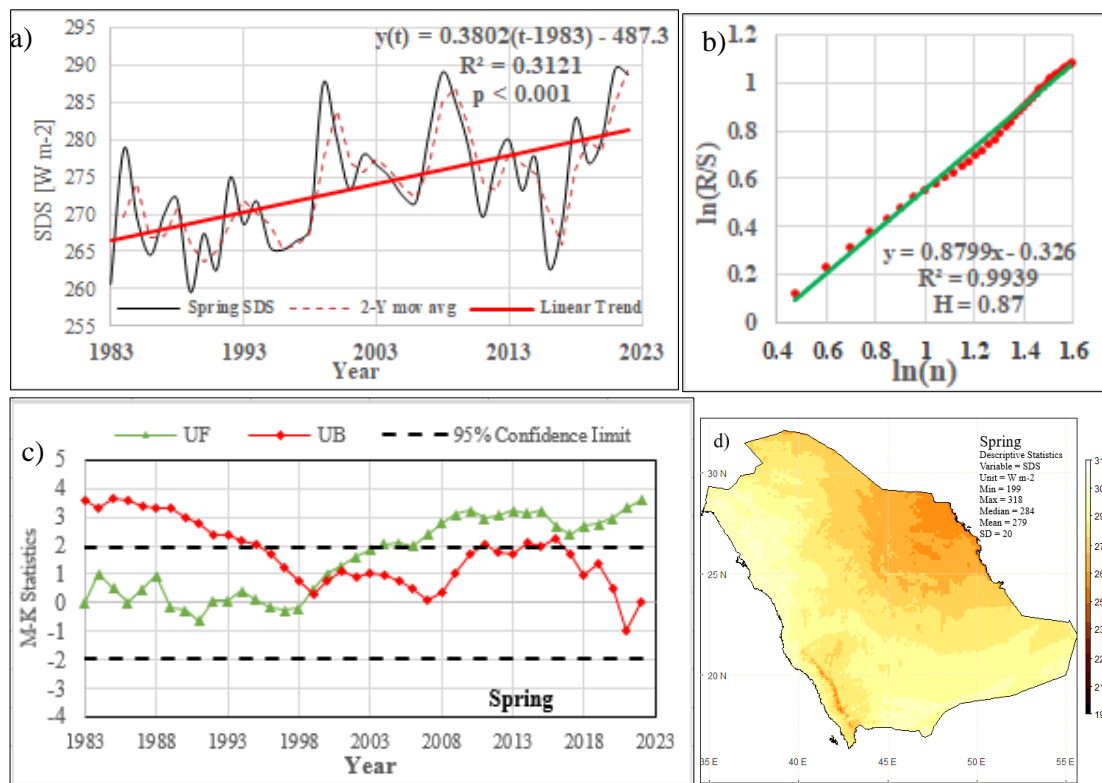 a)
295
290
285
280
275
270
265
260
255
SDS [W m-2]
y(t) = 0.3802(t-1983) - 487.3
R² = 0.3121
p < 0.001
Spring SDS
2-Y mov avg
Linear Trend
1983 1993 2003 2013 2023
Year
b)
1.2
1
0.8
0.6
0.4
0.2
0
ln(R/S)
y = 0.8799x - 0.326
R² = 0.9939
H = 0.87
0.4 0.6 0.8 1 1.2 1.4 1.6
ln(n)
c)
UF UB 95% Confidence limit
5
4
3
2
1
0
-1
-2
-3
-4
M-K Statistics
Spring
1983 1988 1993 1998 2003 2008 2013 2018 2023
Year
d)
Spring
Descriptive Statistics
Variable = SDS
Unit = W m-2
Min = 199
Max = 318
Median = 284
Mean = 279
SD = 20
30 N
25 N
20 N
35 E 40 E 45 E 50 E 55 E